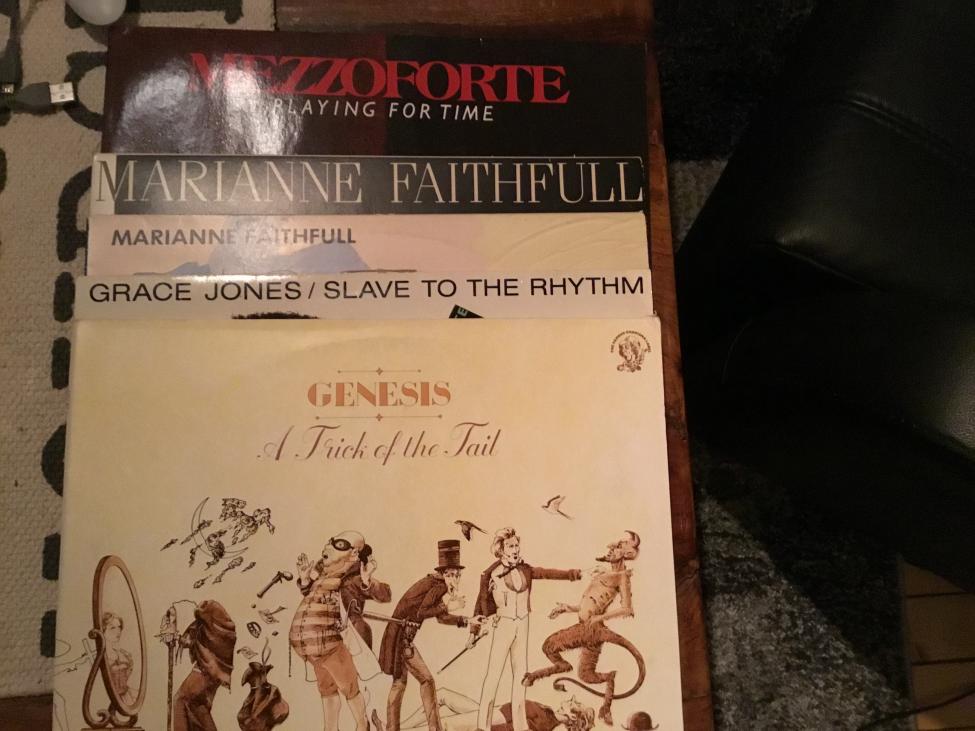 MEZZOFORTE
PLAYING FOR TIME
MARIANNE FAITHFULL
MARIANNE FAITHFULL
GRACE JONES / SLAVE TO THE RHYTHM
GENESIS
A Trick of the Tail